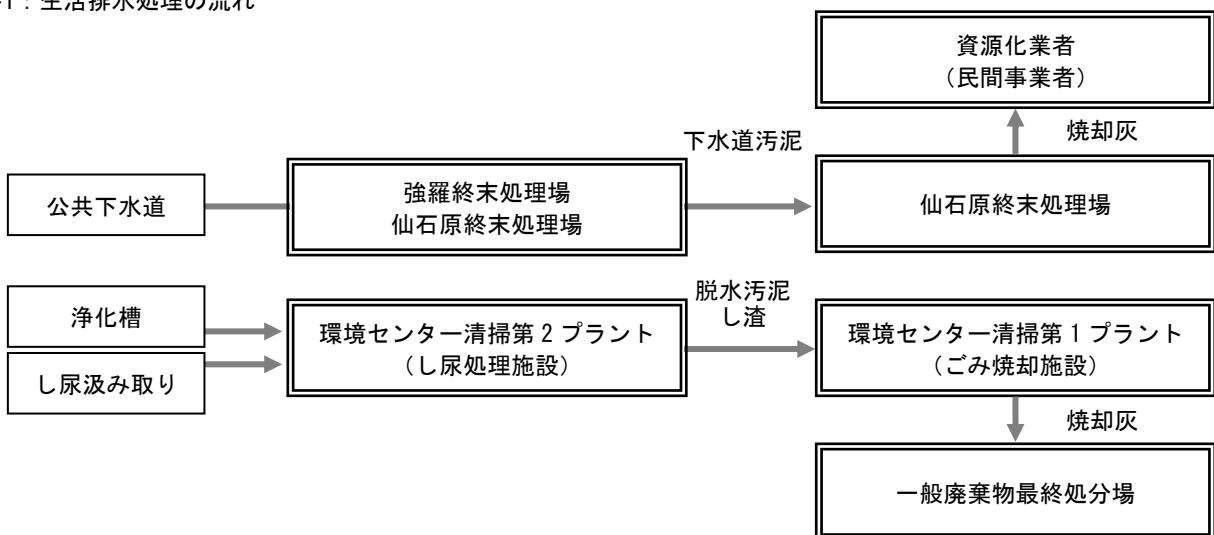 1：生活排水処理の流れ
資源化業者
（民間事業者）
焼却灰
下水道汚泥
公共下水道
強羅終末処理場
仙石原終末処理場
仙石原終末処理場
浄化槽
し尿汲み取り
環境センター清掃第２プラント
（し尿処理施設）
脱水汚泥
し渣
環境センター清掃第１プラント
（ごみ焼却施設）
焼却灰
一般廃棄物最終処分場